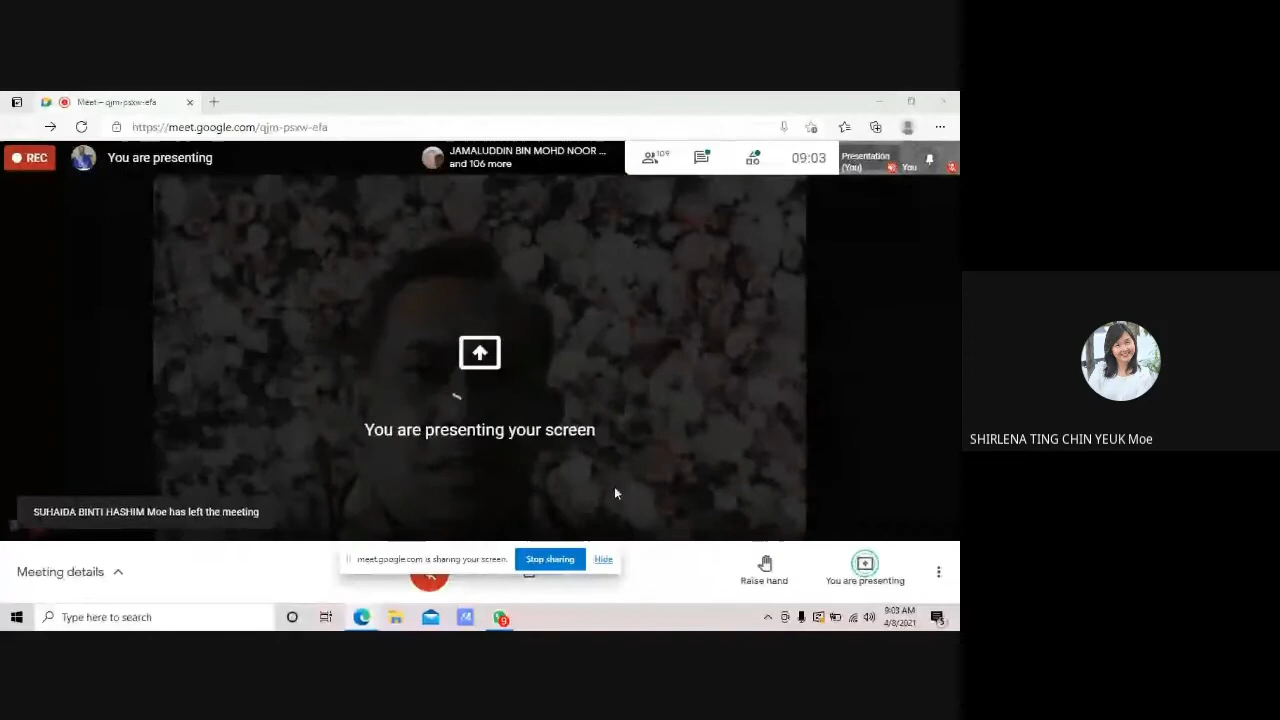 Meet – qjm-psxw-efa
https://meet.google.com/qjm-psxw-efa
REC
You are presenting
JAMALUDDIN BIN MOHD NOOR ...
and 106 more
109
09:03
Presentation
(You)
You
You are presenting your screen
SHIRLENA TING CHIN YEUK Moe
SUHAIDA BINTI HASHIM Moe has left the meeting
meet.google.com is sharing your screen.
Stop sharing
Hide
Meeting details
Raise hand
You are presenting
Type here to search
9
9:03 AM
4/8/2021